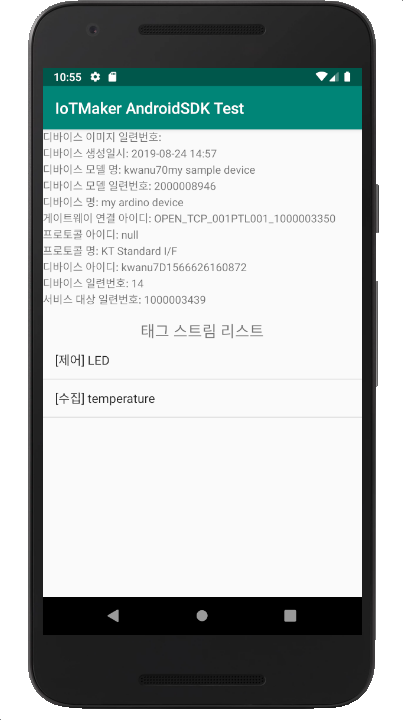 10:55
IoTMaker AndroidSDK Test
디바이스 이미지 일련번호:
디바이스 생성일시: 2019-08-24 14:57
디바이스 모델 명: kwanu70my sample device
디바이스 모델 일련번호: 2000008946
디바이스 명: my ardino device
게이트웨이 연결 아이디: OPEN_TCP_001PTL001_1000003350
프로토콜 아이디: null
프로토콜 명: KT Standard I/F
디바이스 아이디: kwanu7D1566626160872
디바이스 일련번호: 14
서비스 대상 일련번호: 1000003439
태그 스트림 리스트
[제어] LED
[수집] temperature